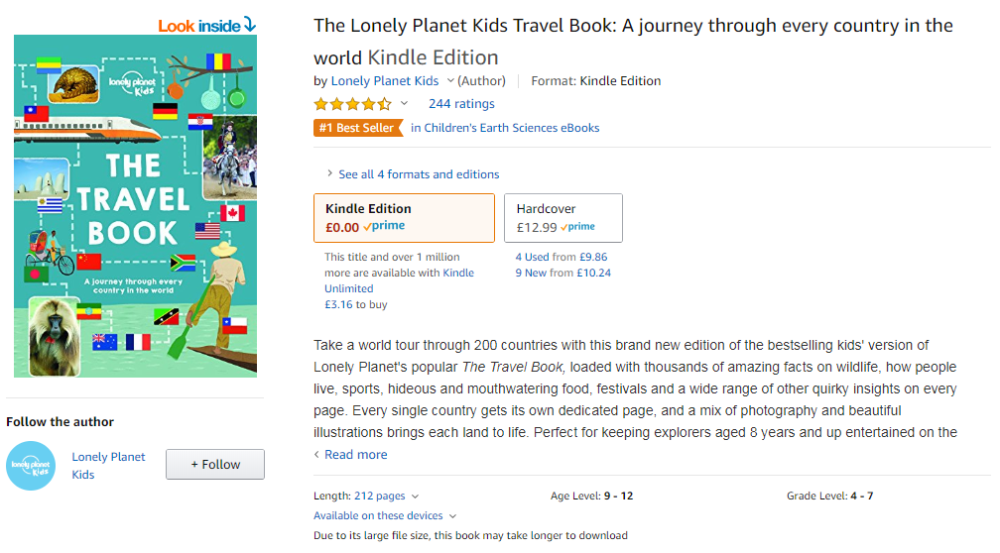 Look inside
lonely planet
kids
THE
TRAVEL
BOOK
A journey through every
country in the world
Follow the author
lonely planet
kids
Lonely Planet
Kids
+ Follow
The Lonely Planet Kids Travel Book: A journey through every country in the
world Kindle Edition
by Lonely Planet Kids (Author) Format: Kindle Edition
244 ratings
#1 Best Seller in Children's Earth Sciences eBooks
See all 4 formats and editions
Kindle Edition
£0.00 prime
This title and over 1 million
more are available with Kindle
Unlimited
£3.16 to buy
Hardcover
£12.99 prime
4 Used from £9.86
9 New from £10.24
Take a world tour through 200 countries with this brand new edition of the bestselling kids' version of
Lonely Planet's popular The Travel Book, loaded with thousands of amazing facts on wildlife, how people
live, sports, hideous and mouthwatering food, festivals and a wide range of other quirky insights on every
page. Every single country gets its own dedicated page, and a mix of photography and beautiful
illustrations brings each land to life. Perfect for keeping explorers aged 8 years and up entertained on the
Read more
Length: 212 pages Age Level: 9 - 12 Grade Level: 4 - 7
Available on these devices
Due to its large file size, this book may take longer to download